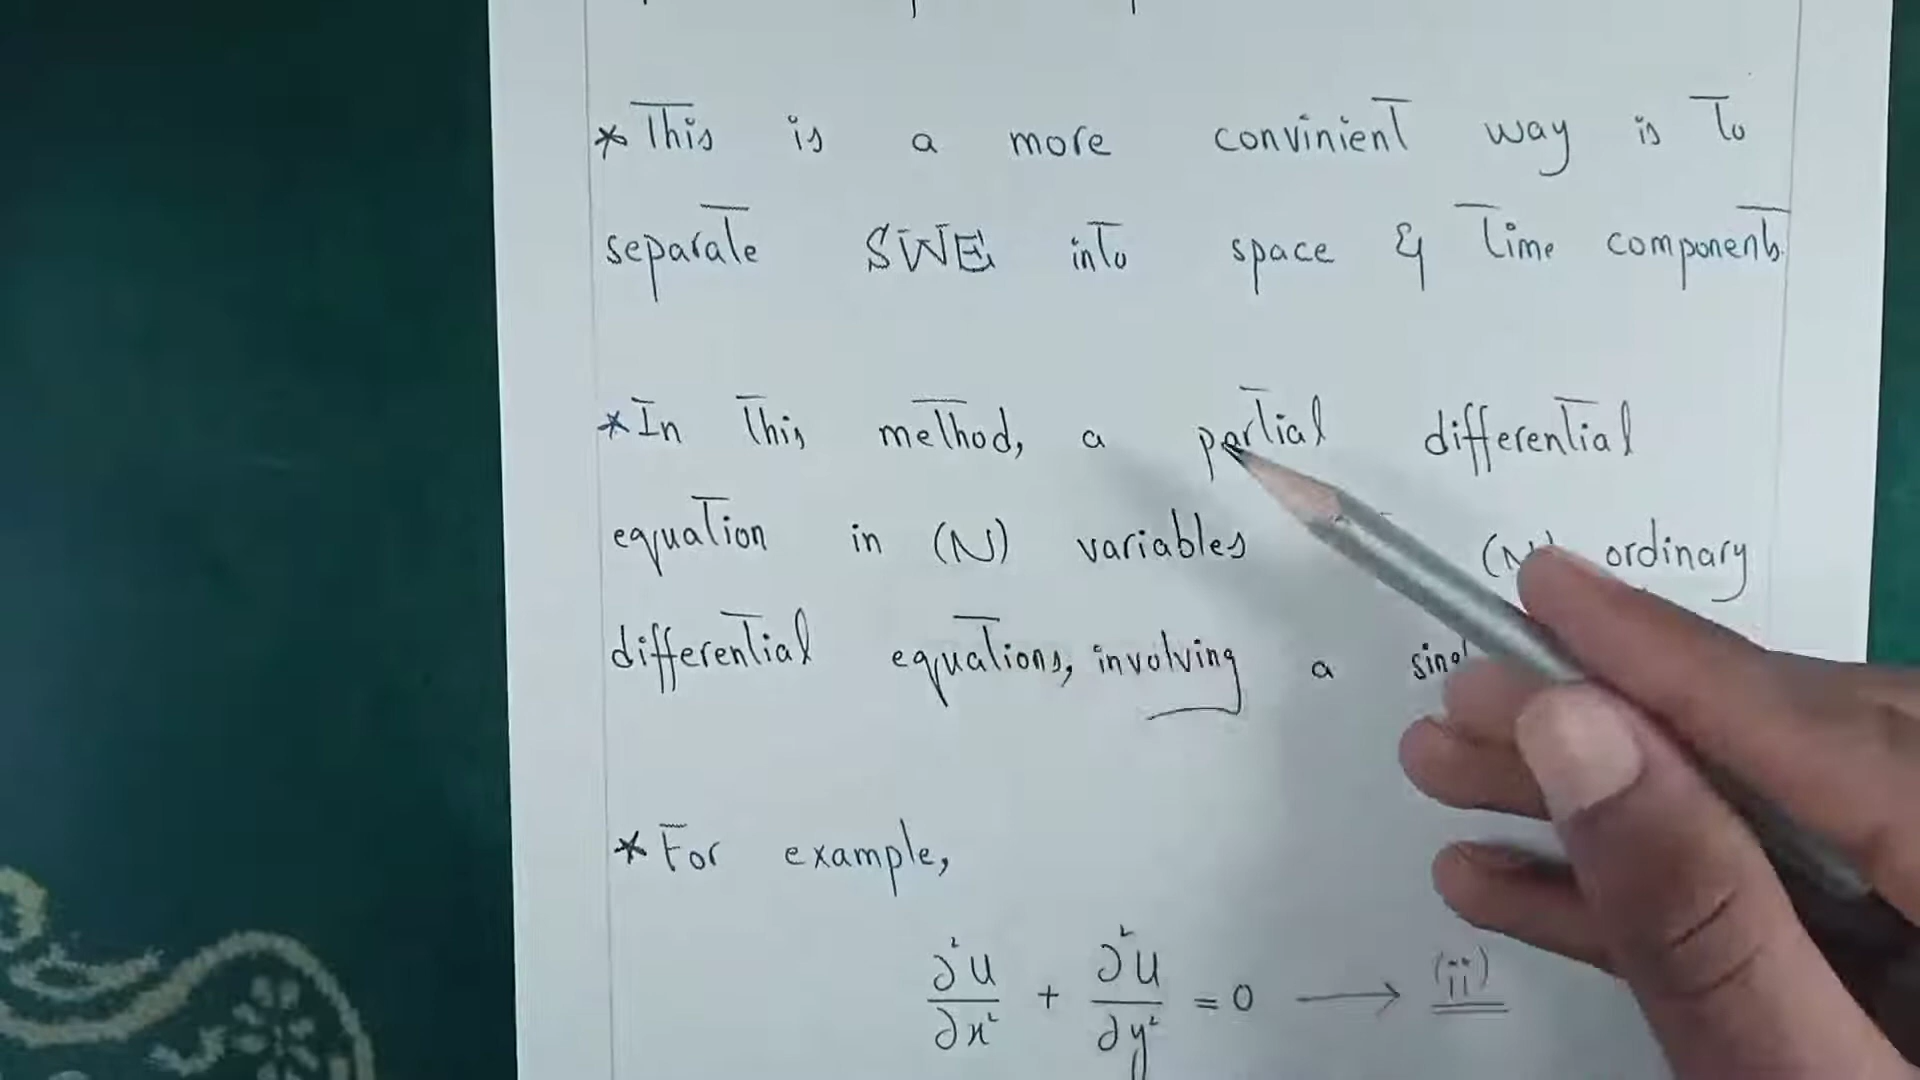 *This is a more convinient way is to
separate SWE into space & time components.
*In this method, a partial differential
equation in (N) variables (N) ordinary
differential equations, involving a
*For example,
∂²u/∂x² + ∂²u/∂y² = 0 → (ii)